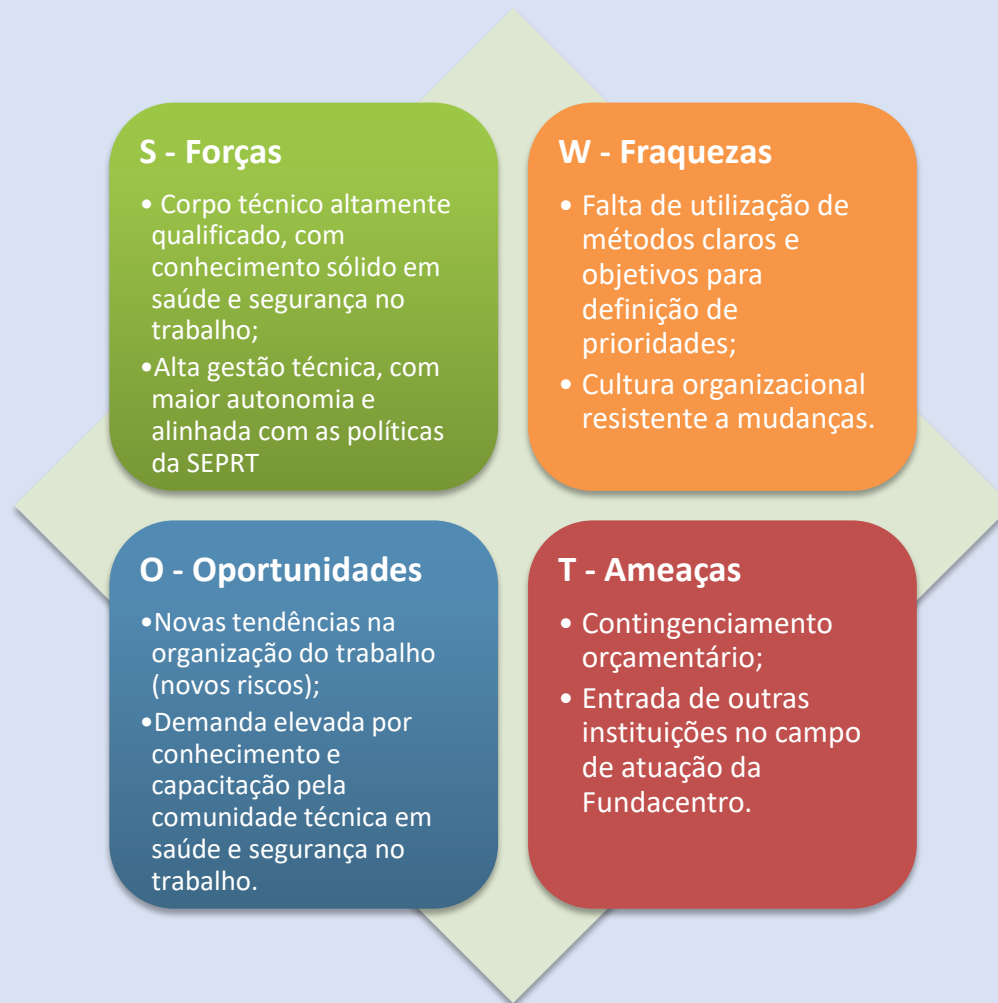 S - Forças
• Corpo técnico altamente
qualificado, com
conhecimento sólido em
saúde e segurança no
trabalho;
•Alta gestão técnica, com
maior autonomia e
alinhada com as políticas
da SEPRT
W - Fraquezas
• Falta de utilização de
métodos claros e
objetivos para
definição de
prioridades;
• Cultura organizacional
resistente a mudanças.
O - Oportunidades
•Novas tendências na
organização do trabalho
(novos riscos);
•Demanda elevada por
conhecimento e
capacitação pela
comunidade técnica em
saúde e segurança no
trabalho.
T - Ameaças
• Contingenciamento
orçamentário;
• Entrada de outras
instituições no campo
de atuação da
Fundacentro.